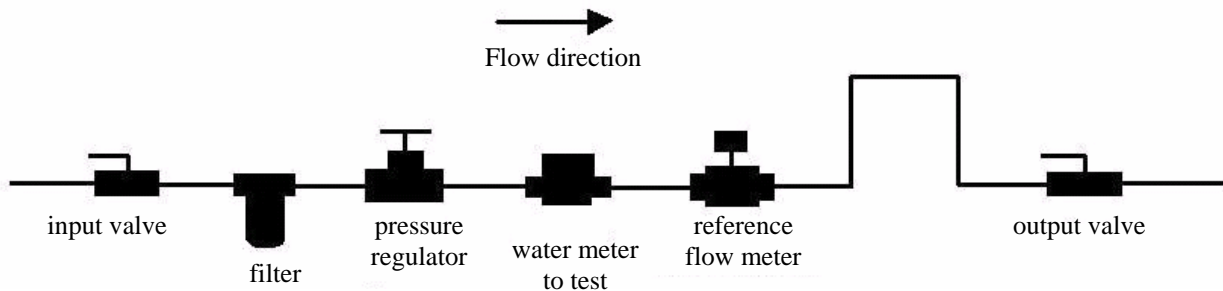 Flow direction
input valve
filter
pressure
regulator
water meter
to test
reference
flow meter
output valve